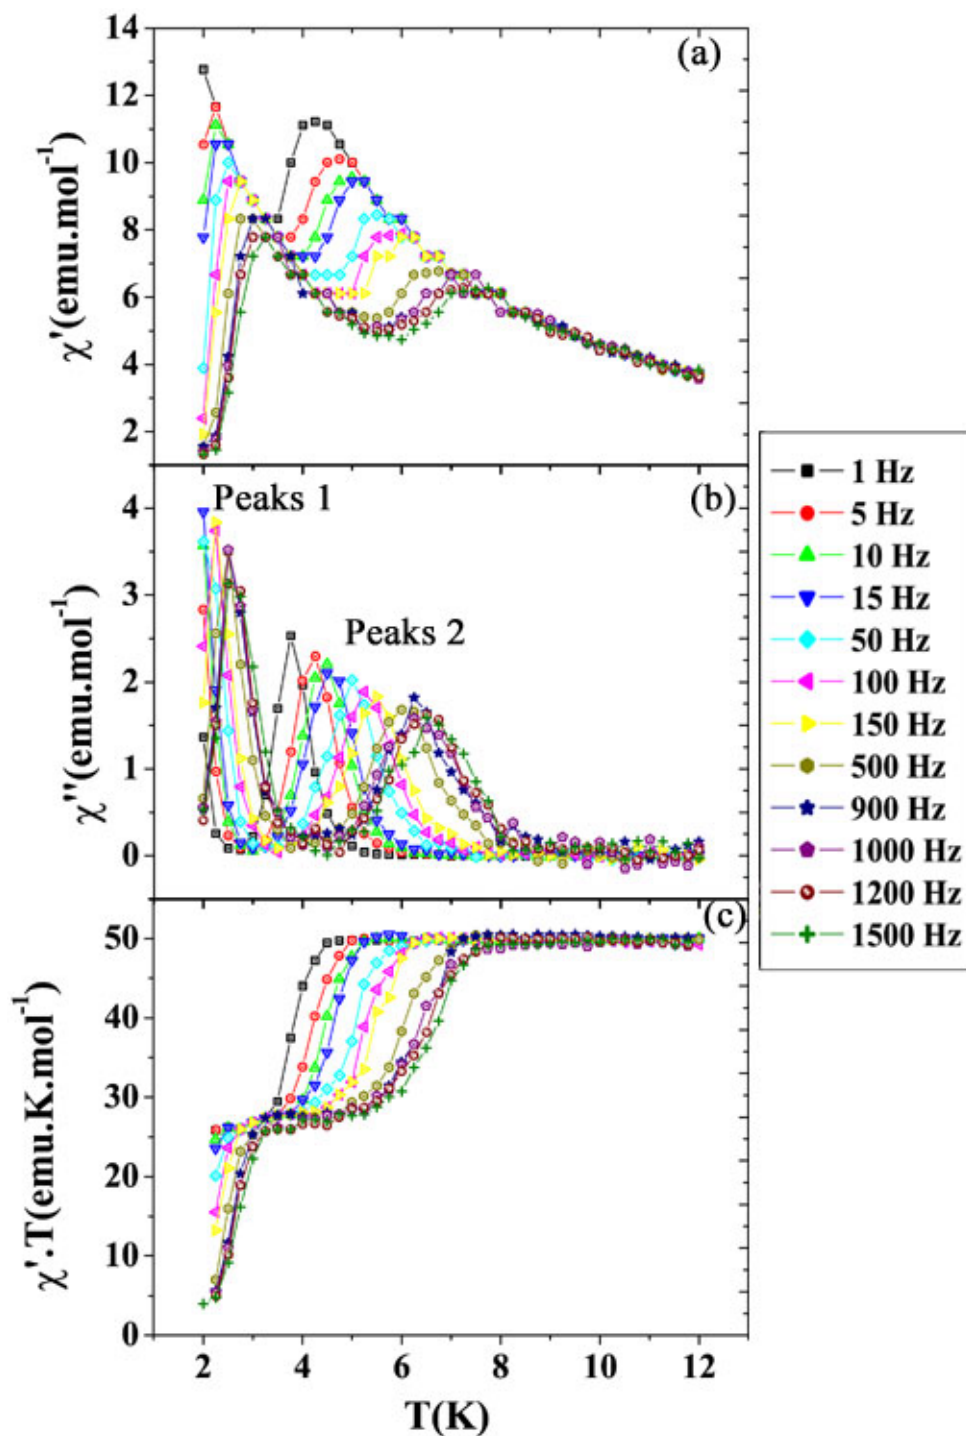 (a)
χ'(emu.mol⁻¹)
14
12
10
8
6
4
2
(b)
Peaks 1
Peaks 2
χ''(emu.mol⁻¹)
4
3
2
1
0
(c)
χ'.T(emu.K.mol⁻¹)
50
40
30
20
10
0
2 4 6 8 10 12
T(K)
1 Hz
5 Hz
10 Hz
15 Hz
50 Hz
100 Hz
150 Hz
500 Hz
900 Hz
1000 Hz
1200 Hz
1500 Hz